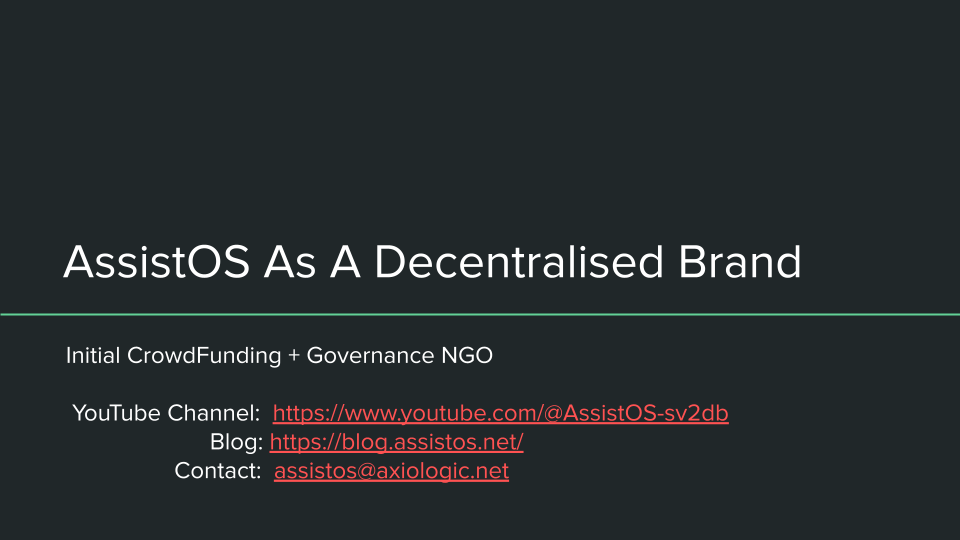 AssistOS As A Decentralised Brand
Initial CrowdFunding + Governance NGO
YouTube Channel: https://www.youtube.com/@AssistOS-sv2db
Blog: https://blog.assistos.net/
Contact: assistos@axiologic.net